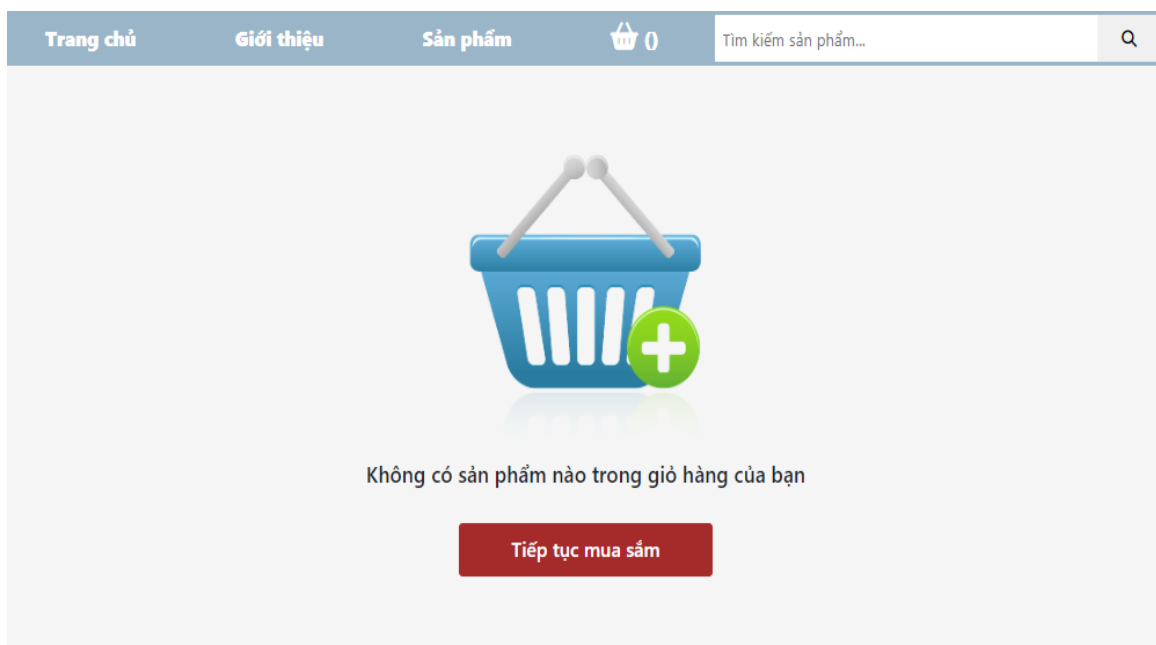 Trang chủ Giới thiệu Sản phẩm () Tìm kiếm sản phẩm...
Không có sản phẩm nào trong giỏ hàng của bạn
Tiếp tục mua sắm